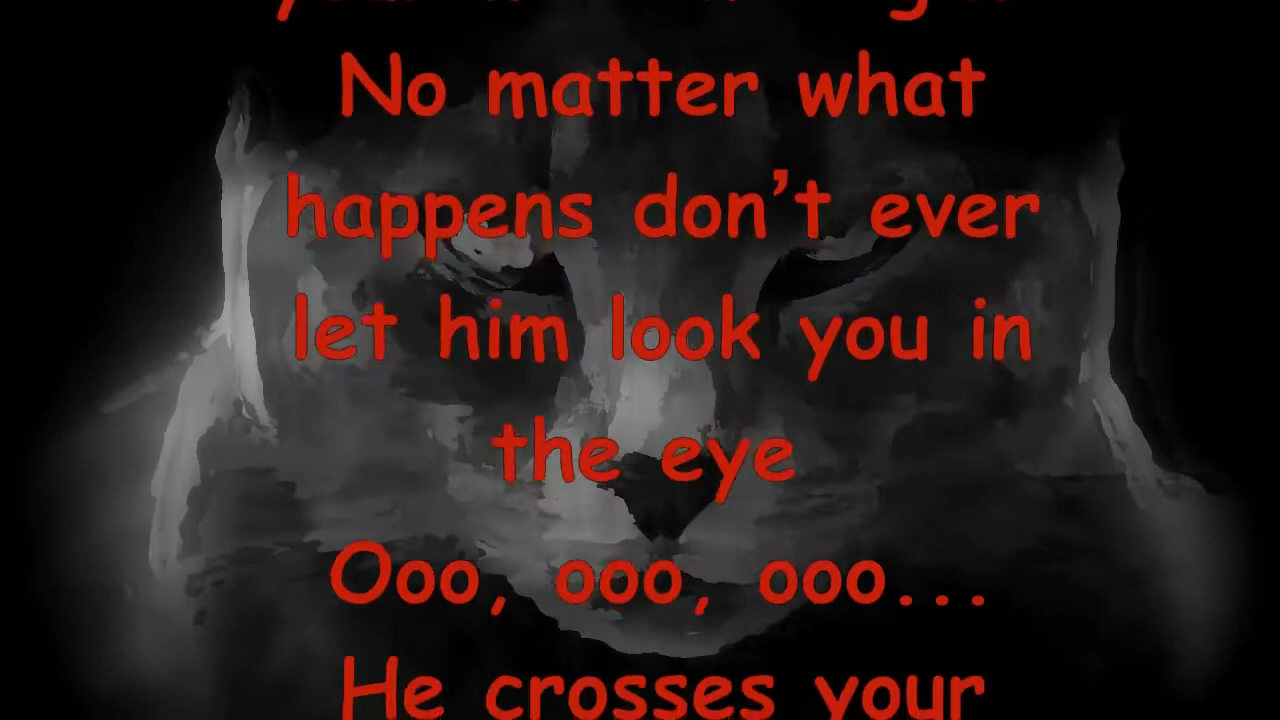 No matter what
happens don’t ever
let him look you in
the eye
Ooo, ooo, ooo...
He crosses your